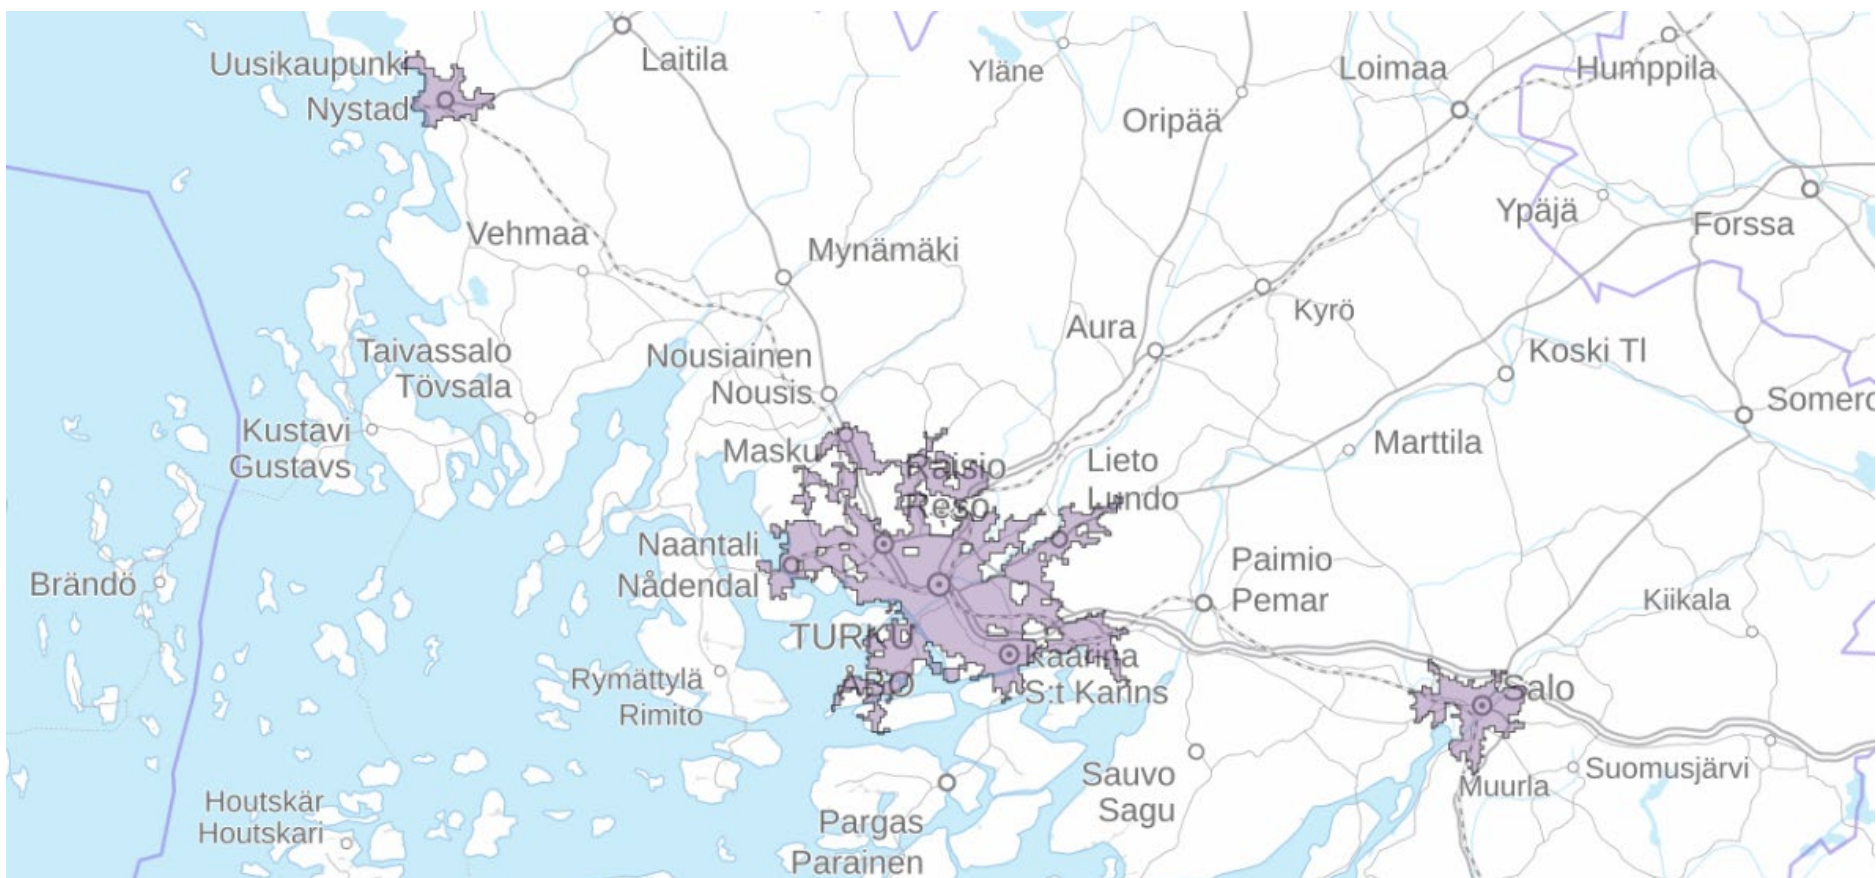 Uusikaupunki
Nystad
Laitila
Yläne
Oripää
Loimaa
Humppila
Ypäjä
Forssa
Vehmaa
Mynämäki
Kyrö
Aura
Koski Tl
Somero
Taivassalo
Tövsala
Nousiainen
Nousis
Kustavi
Gustavs
Masku
Raisio
Reso
Lieto
Lundo
Marttila
Naantali
Nådendal
Brändö
Paimio
Pemar
Kiikala
TURKU
ÅBO
Kaarina
S:t Karins
Rymättylä
Rimito
Salo
Sauvo
Sagu
Muurla
Suomusjärvi
Houtskär
Houtskari
Pargas
Parainen